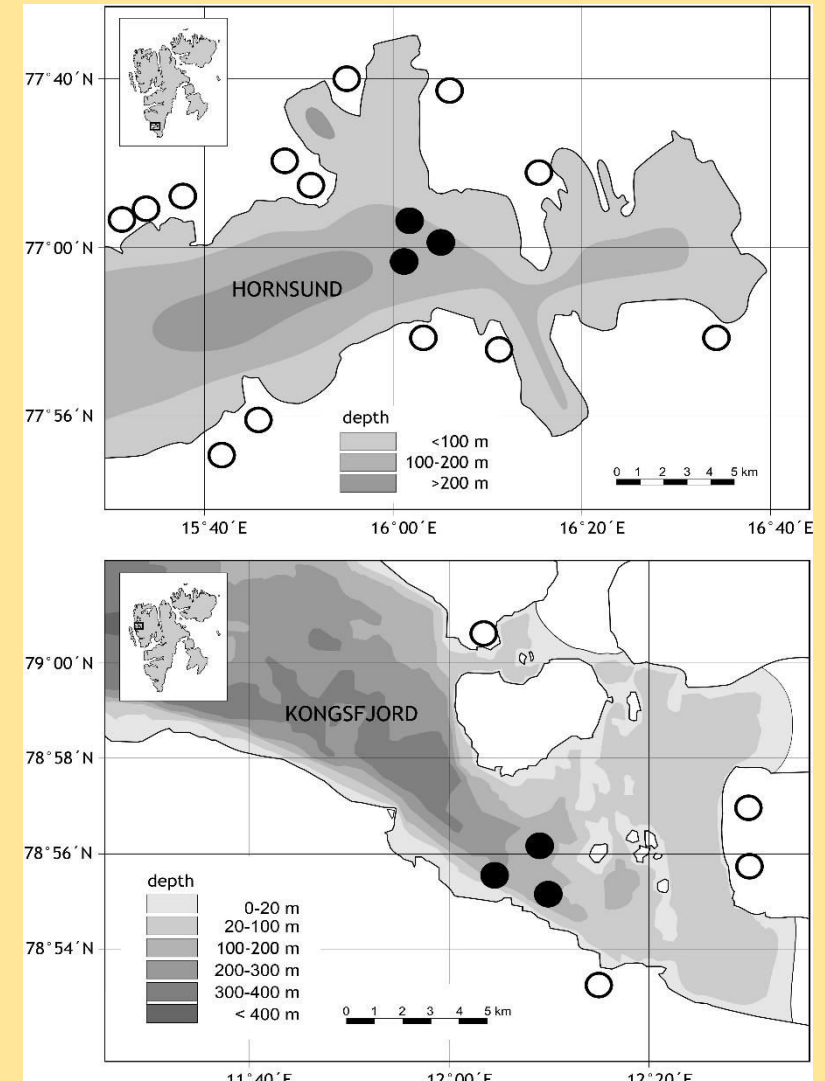 77°40´N
77°00´N
HORNSUND
77°56´N
depth
<100 m
100-200 m
>200 m
0 1 2 3 4 5 km
15°40´E 16°00´E 16°20´E 16°40´E
79°00´N
KONGSFJORD
78°58´N
78°56´N
depth
0-20 m
20-100 m
100-200 m
200-300 m
300-400 m
< 400 m
78°54´N
0 1 2 3 4 5 km
11°40´E 12°00´E 12°20´E